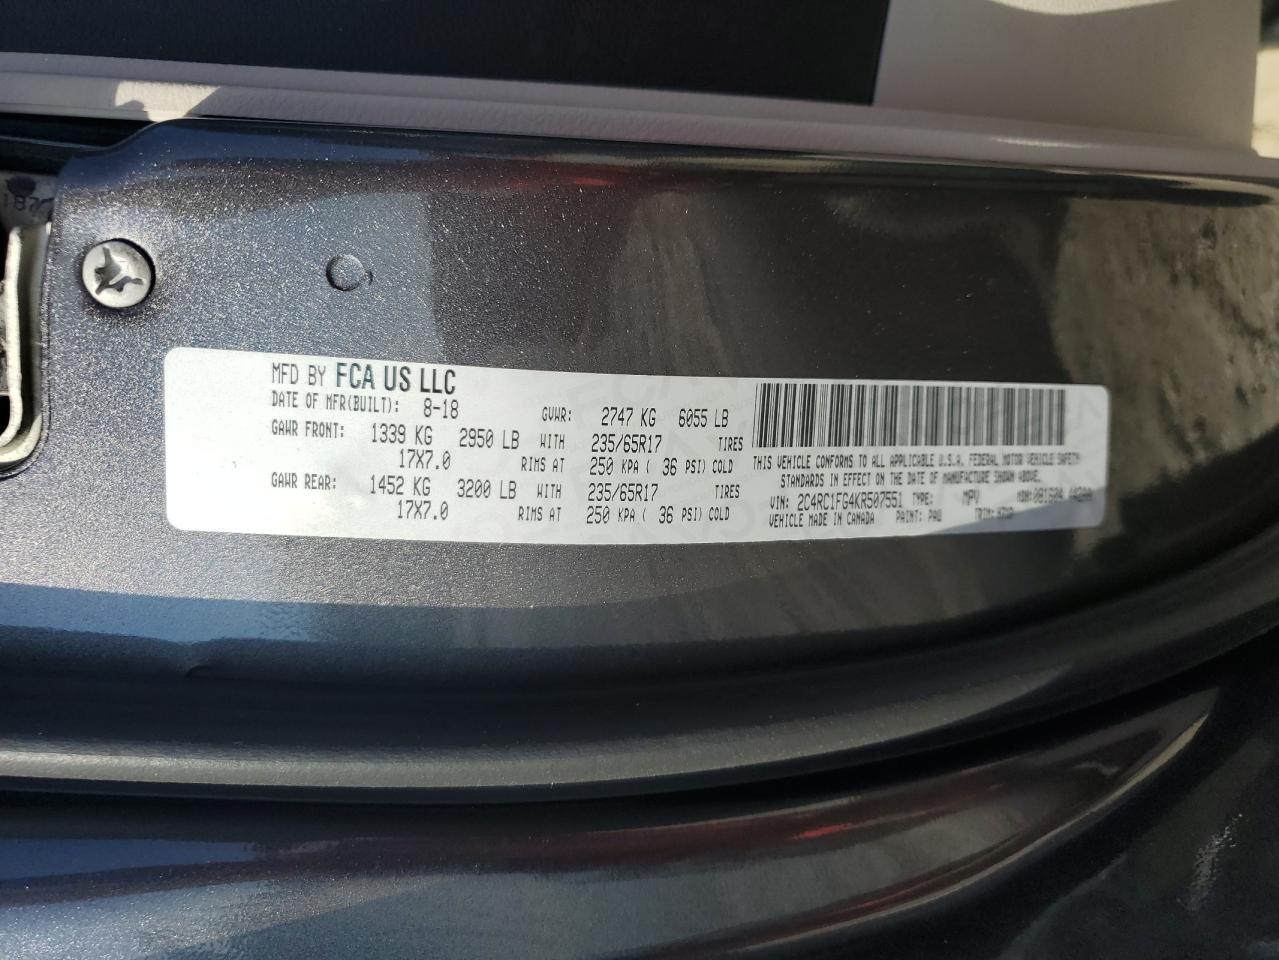 187
MFD BY FCA US LLC
DATE OF MFR(BUILT): 8-18 GVWR: 2747 KG 6055 LB
GAWR FRONT: 1339 KG 2950 LB WITH 235/65R17 TIRES
17X7.0 RIMS AT 250 KPA ( 36 PSI) COLD
GAWR REAR: 1452 KG 3200 LB WITH 235/65R17 TIRES
17X7.0 RIMS AT 250 KPA ( 36 PSI) COLD
THIS VEHICLE CONFORMS TO ALL APPLICABLE U.S.A. FEDERAL MOTOR VEHICLE SAFETY
STANDARDS IN EFFECT ON THE DATE OF MANUFACTURE SHOWN ABOVE.
VIN: 2C4RC1FG4KR507551 TYPE: MPV MDH:
VEHICLE MADE IN CANADA PAINT: PAU TRIM: